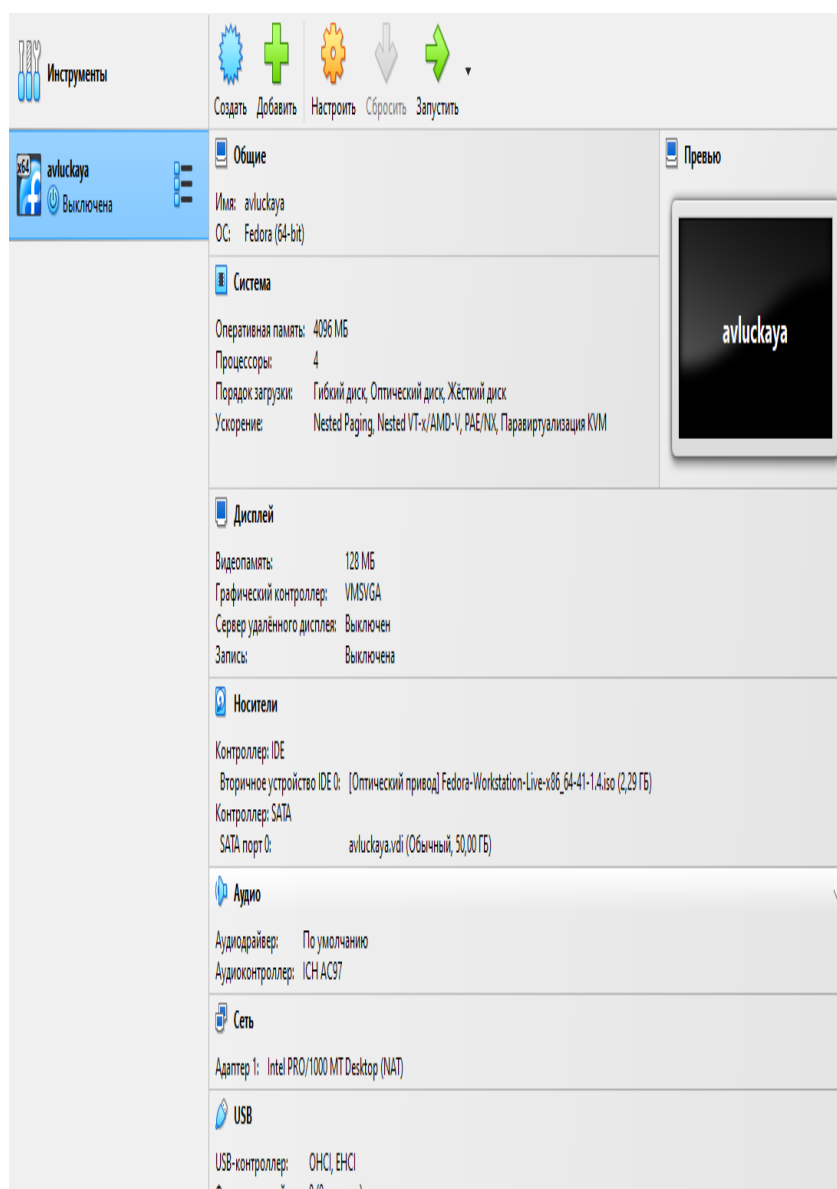 Инструменты
Создать Добавить Настроить Сбросить Запустить
x64
avluckaya
Выключена
Общие
Имя: avluckaya
ОС: Fedora (64-bit)
Превью
avluckaya
Система
Оперативная память: 4096 МБ
Процессоры: 4
Порядок загрузки: Гибкий диск, Оптический диск, Жёсткий диск
Ускорение: Nested Paging, Nested VT-x/AMD-V, PAE/NX, Паравиртуализация KVM
Дисплей
Видеопамять: 128 МБ
Графический контроллер: VMSVGA
Сервер удалённого дисплея: Выключен
Запись: Выключена
Носители
Контроллер: IDE
Вторичное устройство IDE 0: [Оптический привод] Fedora-Workstation-Live-x86_64-41-1.4.iso (2,29 ГБ)
Контроллер: SATA
SATA порт 0: avluckaya.vdi (Обычный, 50,00 ГБ)
Аудио
Аудиодрайвер: По умолчанию
Аудиоконтроллер: ICH AC97
Сеть
Адаптер 1: Intel PRO/1000 MT Desktop (NAT)
USB
USB-контроллер: OHCI, EHCI